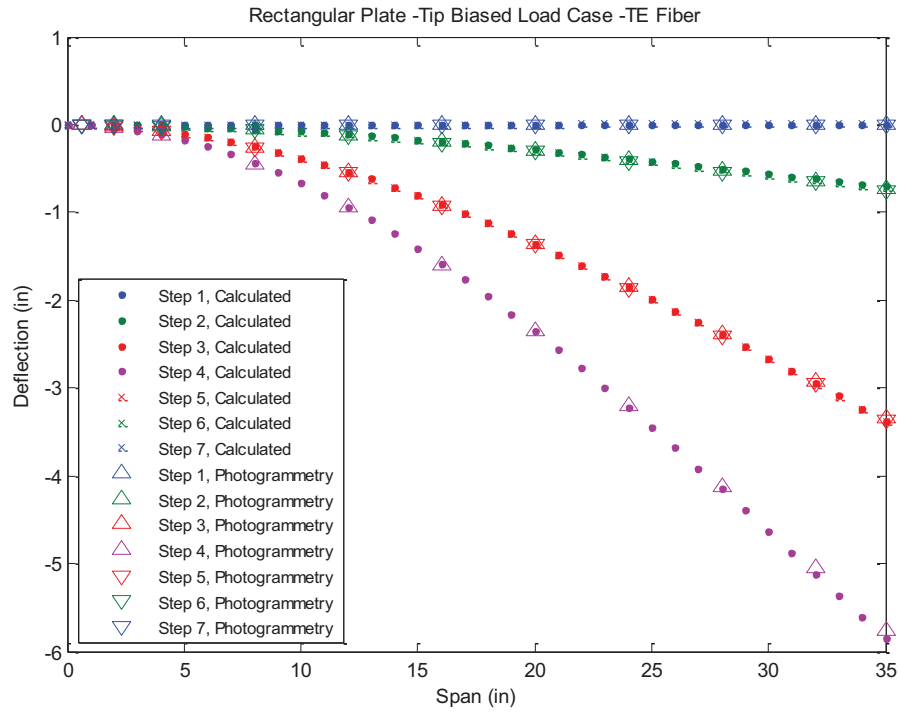 Rectangular Plate -Tip Biased Load Case -TE Fiber
1
0
-1
-2
-3
-4
-5
-6
Deflection (in)
Step 1, Calculated
Step 2, Calculated
Step 3, Calculated
Step 4, Calculated
Step 5, Calculated
Step 6, Calculated
Step 7, Calculated
Step 1, Photogrammetry
Step 2, Photogrammetry
Step 3, Photogrammetry
Step 4, Photogrammetry
Step 5, Photogrammetry
Step 6, Photogrammetry
Step 7, Photogrammetry
0 5 10 15 20 25 30 35
Span (in)